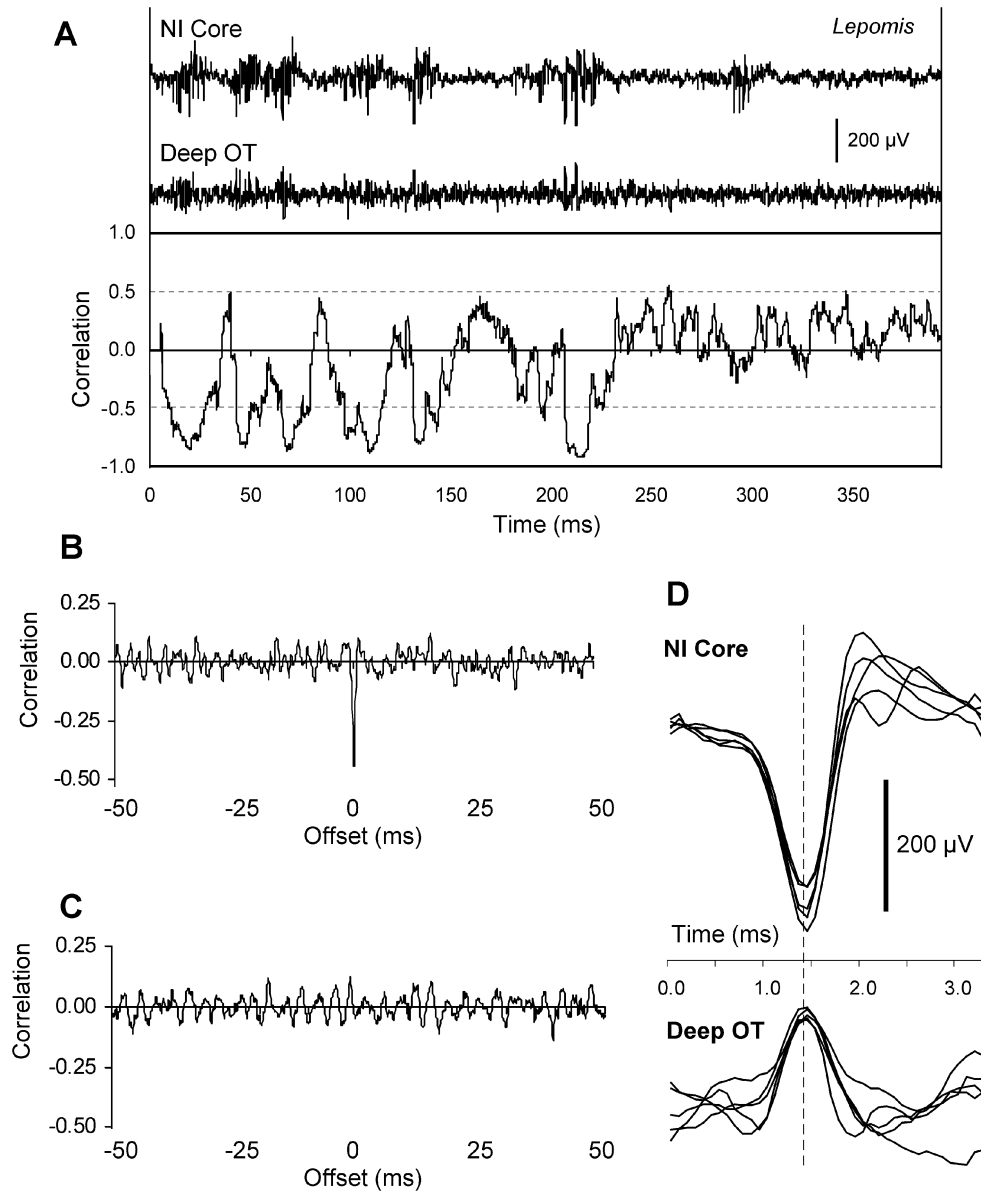 A
NI Core
Lepomis
200 µV
Deep OT
1.0
0.5
0.0
-0.5
-1.0
Correlation
0 50 100 150 200 250 300 350
Time (ms)
B
0.25
0.00
-0.25
-0.50
Correlation
-50 -25 0 25 50
Offset (ms)
C
0.25
0.00
-0.25
-0.50
Correlation
-50 -25 0 25 50
Offset (ms)
D
NI Core
200 µV
Time (ms)
0.0 1.0 2.0 3.0
Deep OT